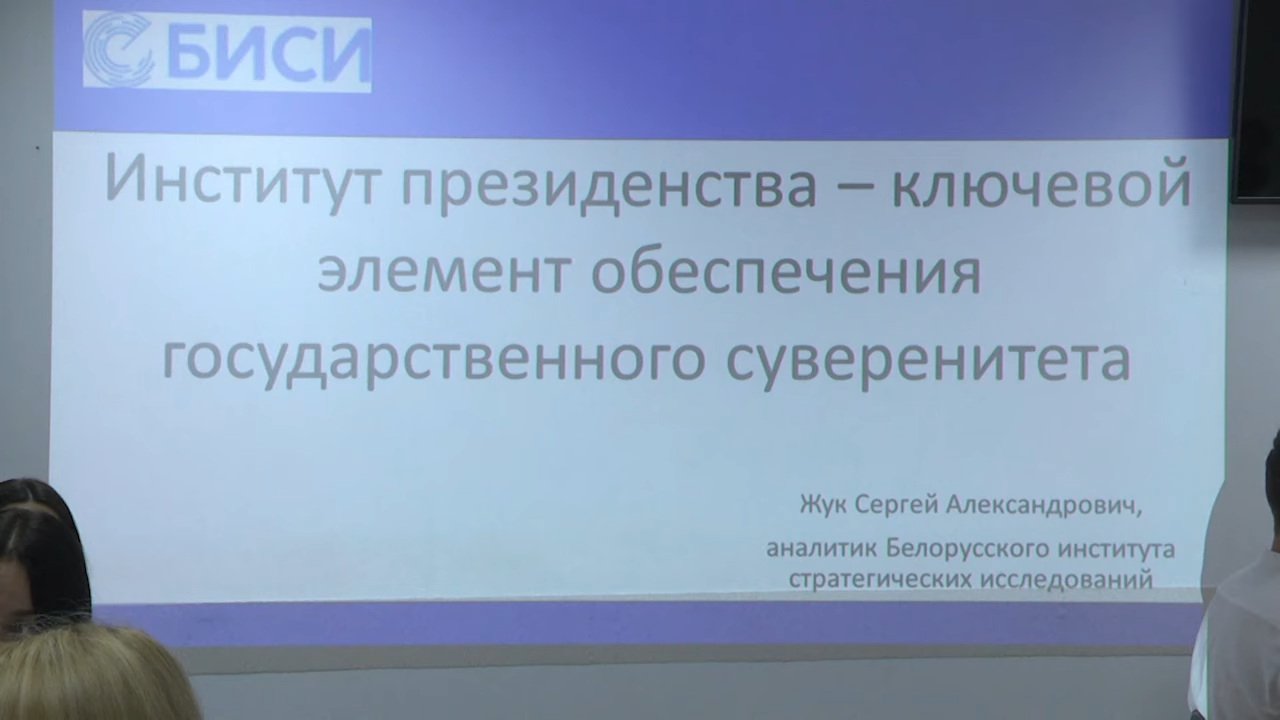 БИСИ
Институт президенства – ключевой
элемент обеспечения
государственного суверенитета
Жук Сергей Александрович,
аналитик Белорусского института
стратегических исследований